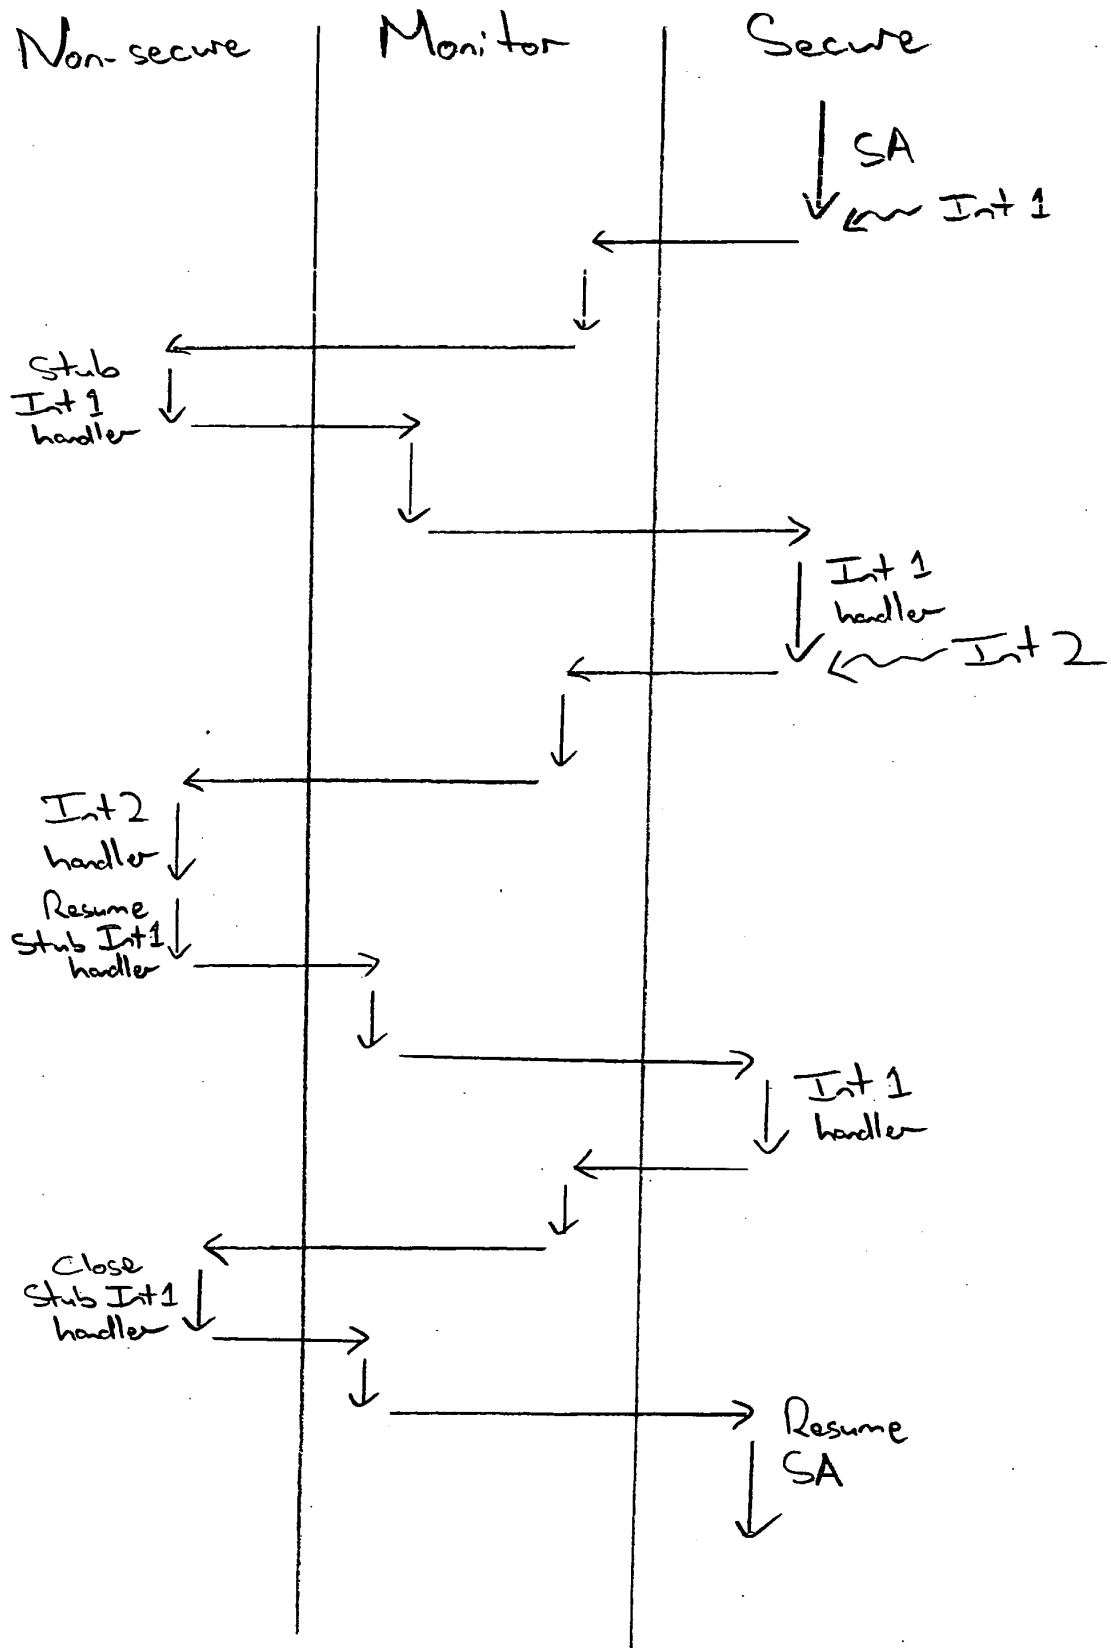 Non-secure
Monitor
Secure
SA
Int 1
Stub
Int 1
handler
Int 1
handler
Int 2
Int 2
handler
Resume
Stub Int 1
handler
Int 1
handler
Close
Stub Int 1
handler
Resume
SA